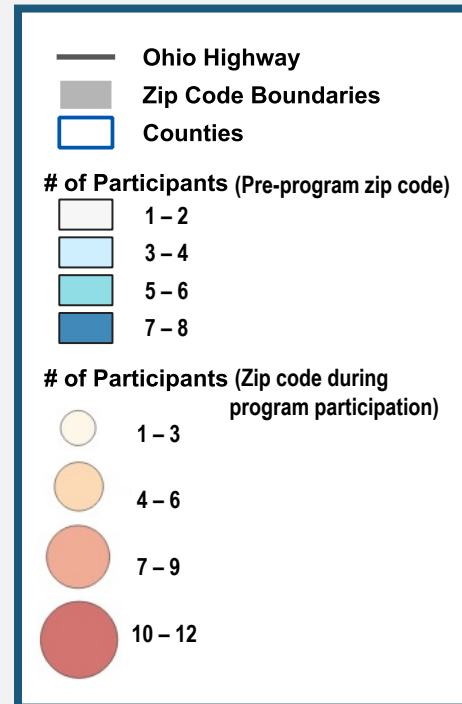 Ohio Highway
Zip Code Boundaries
Counties
# of Participants (Pre-program zip code)
1 – 2
3 – 4
5 – 6
7 – 8
# of Participants (Zip code during
program participation)
1 – 3
4 – 6
7 – 9
10 – 12